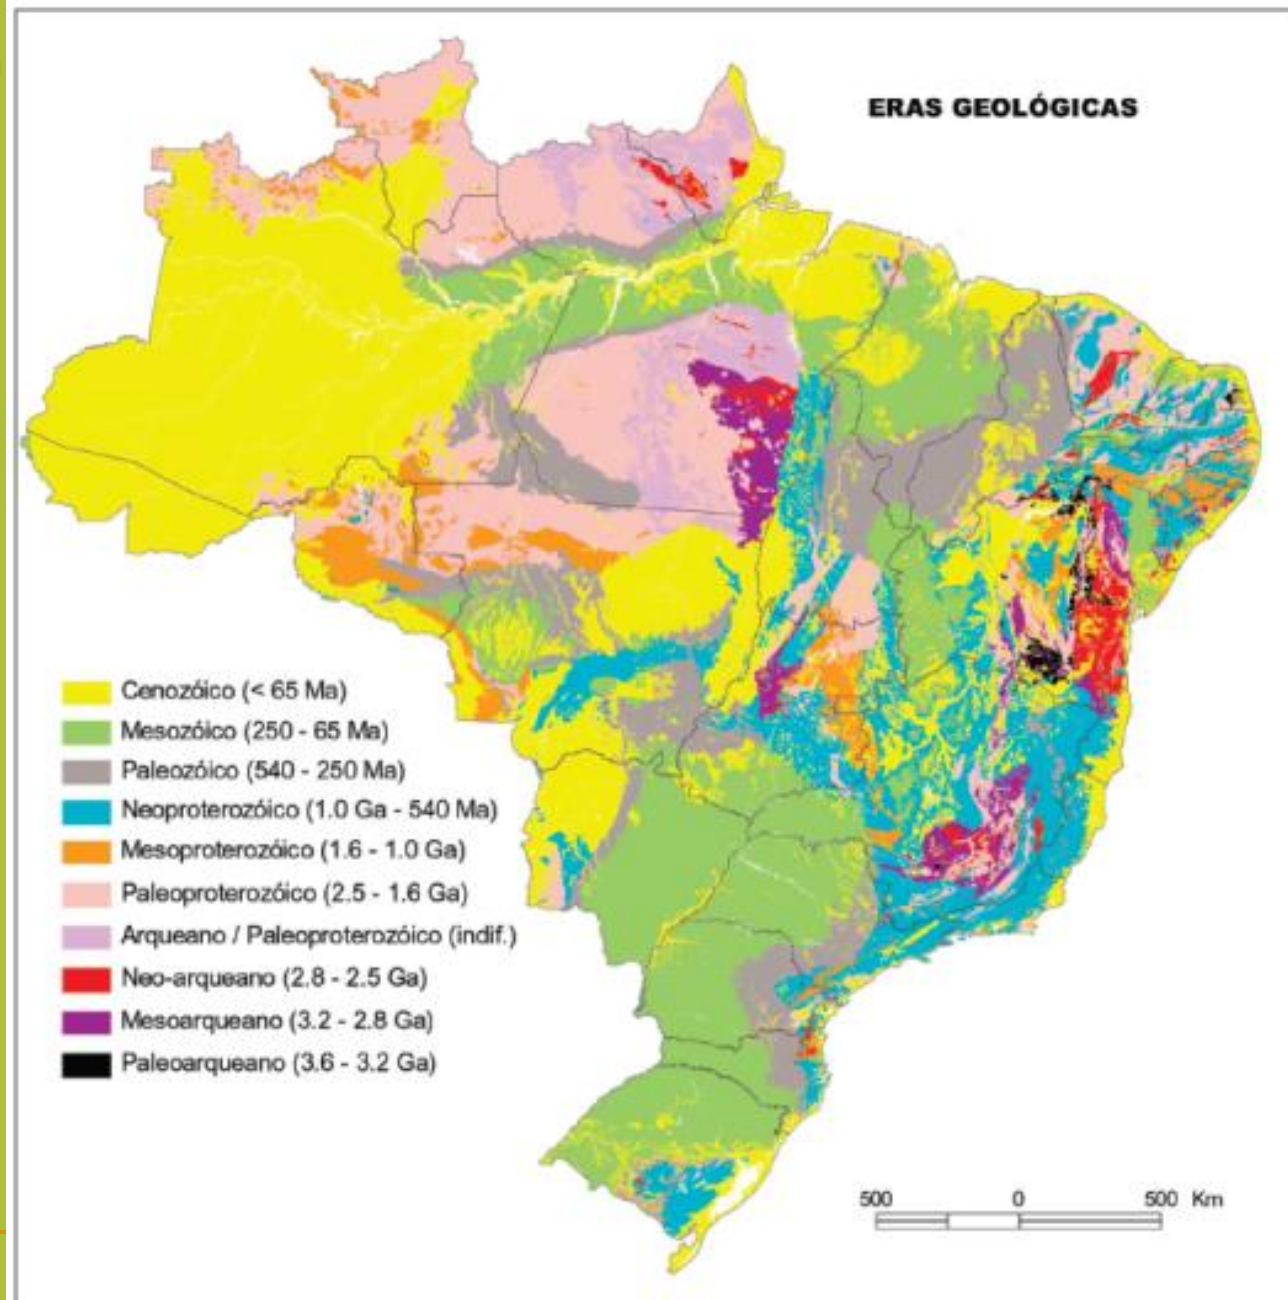 ERAS GEOLÓGICAS
Cenozóico (< 65 Ma)
Mesozóico (250 - 65 Ma)
Paleozóico (540 - 250 Ma)
Neoproterozóico (1.0 Ga - 540 Ma)
Mesoproterozóico (1.6 - 1.0 Ga)
Paleoproterozóico (2.5 - 1.6 Ga)
Arqueano / Paleoproterozóico (indif.)
Neo-arqueano (2.8 - 2.5 Ga)
Mesoarqueano (3.2 - 2.8 Ga)
Paleoarqueano (3.6 - 3.2 Ga)
500 0 500 Km